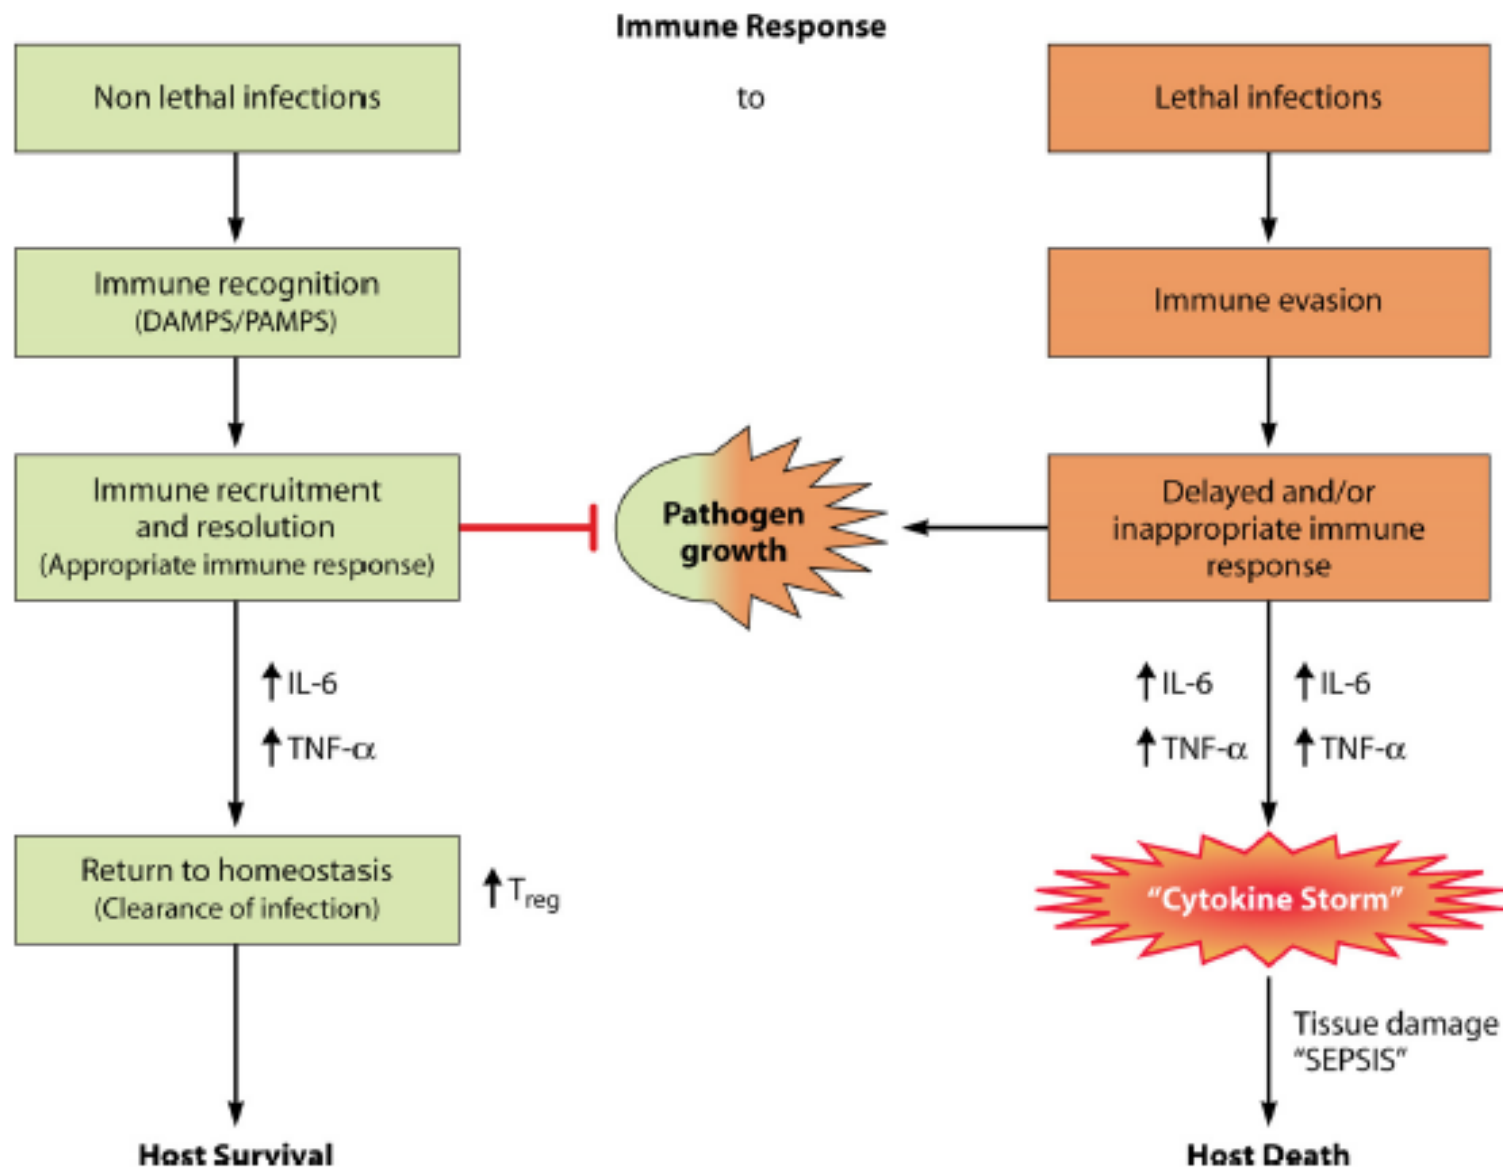 Immune Response
to
Non lethal infections
Immune recognition
(DAMPS/PAMPS)
Immune recruitment
and resolution
(Appropriate immune response)
↑ IL-6
↑ TNF-α
Return to homeostasis
(Clearance of infection)
↑ Treg
Host Survival
Pathogen
growth
Lethal infections
Immune evasion
Delayed and/or
inappropriate immune
response
↑ IL-6 ↑ IL-6
↑ TNF-α ↑ TNF-α
“Cytokine Storm”
Tissue damage
“SEPSIS”
Host Death